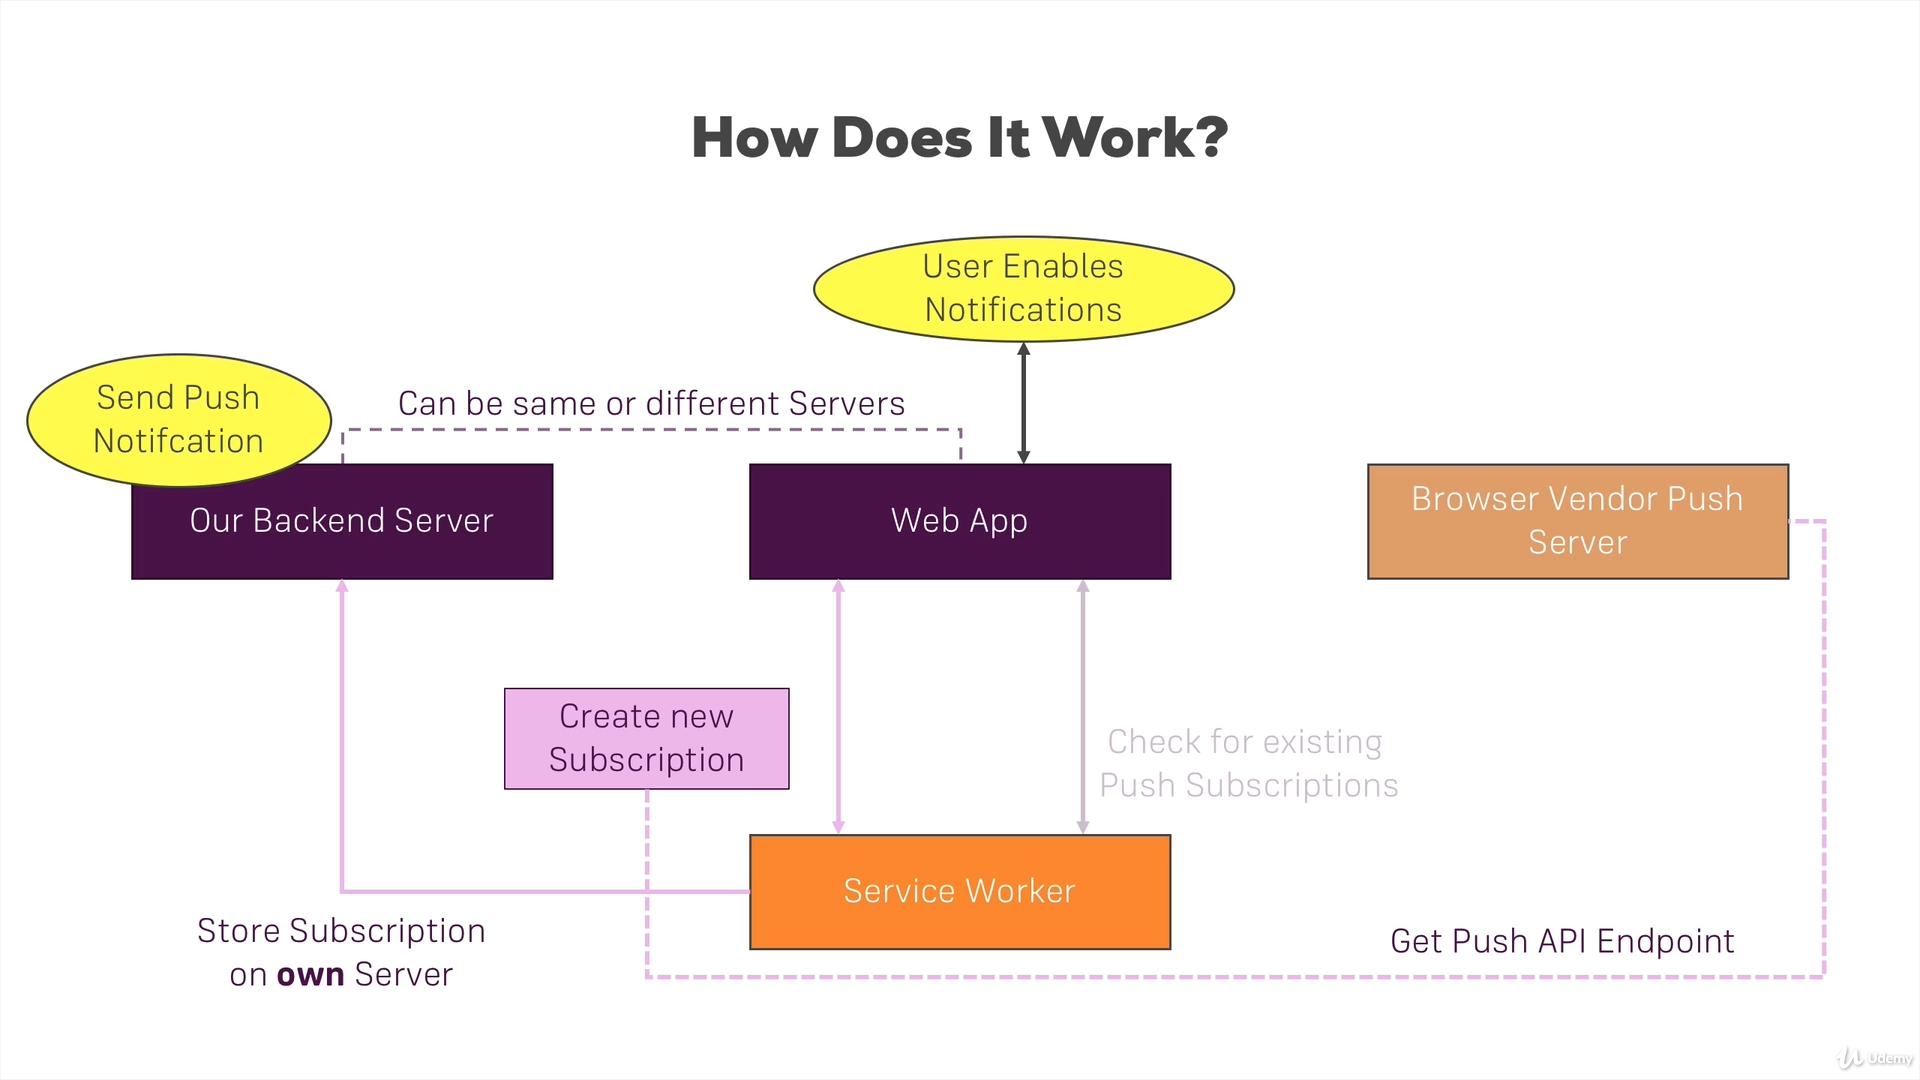 How Does It Work?
User Enables
Notifications
Send Push
Notifcation
Can be same or different Servers
Our Backend Server
Web App
Browser Vendor Push
Server
Create new
Subscription
Check for existing
Push Subscriptions
Service Worker
Store Subscription
on own Server
Get Push API Endpoint
Udemy